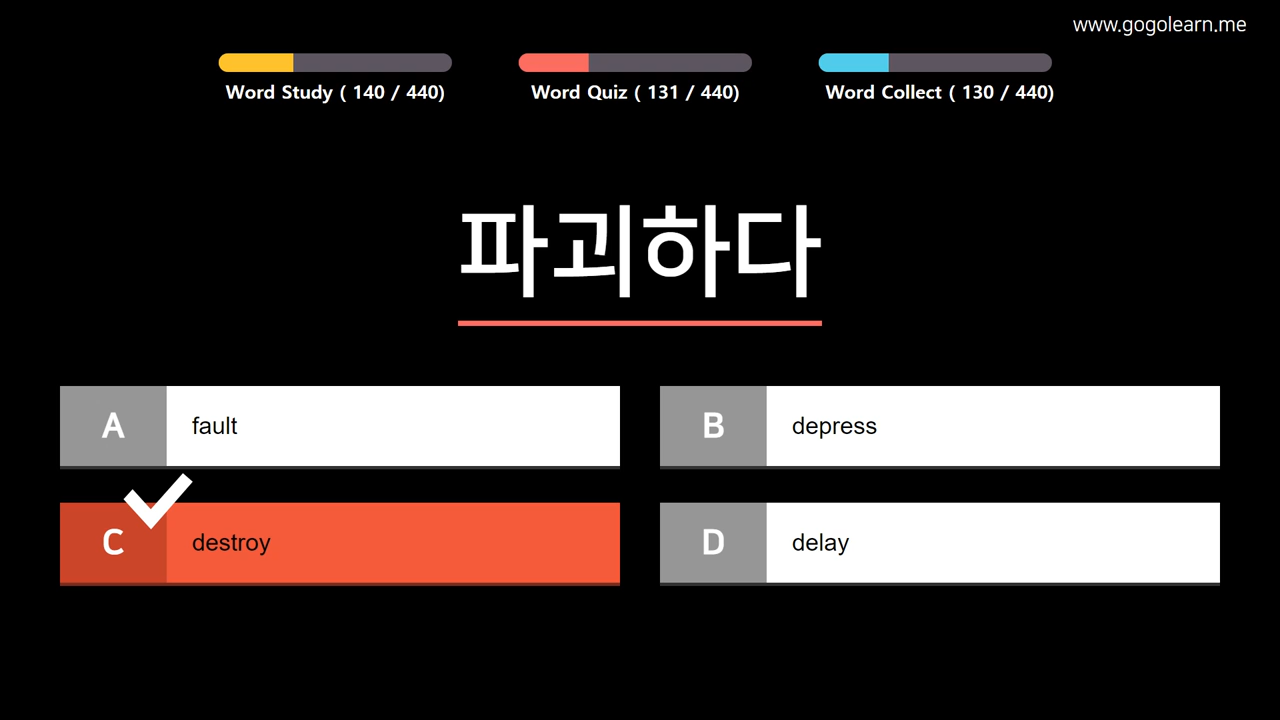 www.gogolearn.me
Word Study ( 140 / 440)
Word Quiz ( 131 / 440)
Word Collect ( 130 / 440)
파괴하다
A
fault
B
depress
C
destroy
D
delay